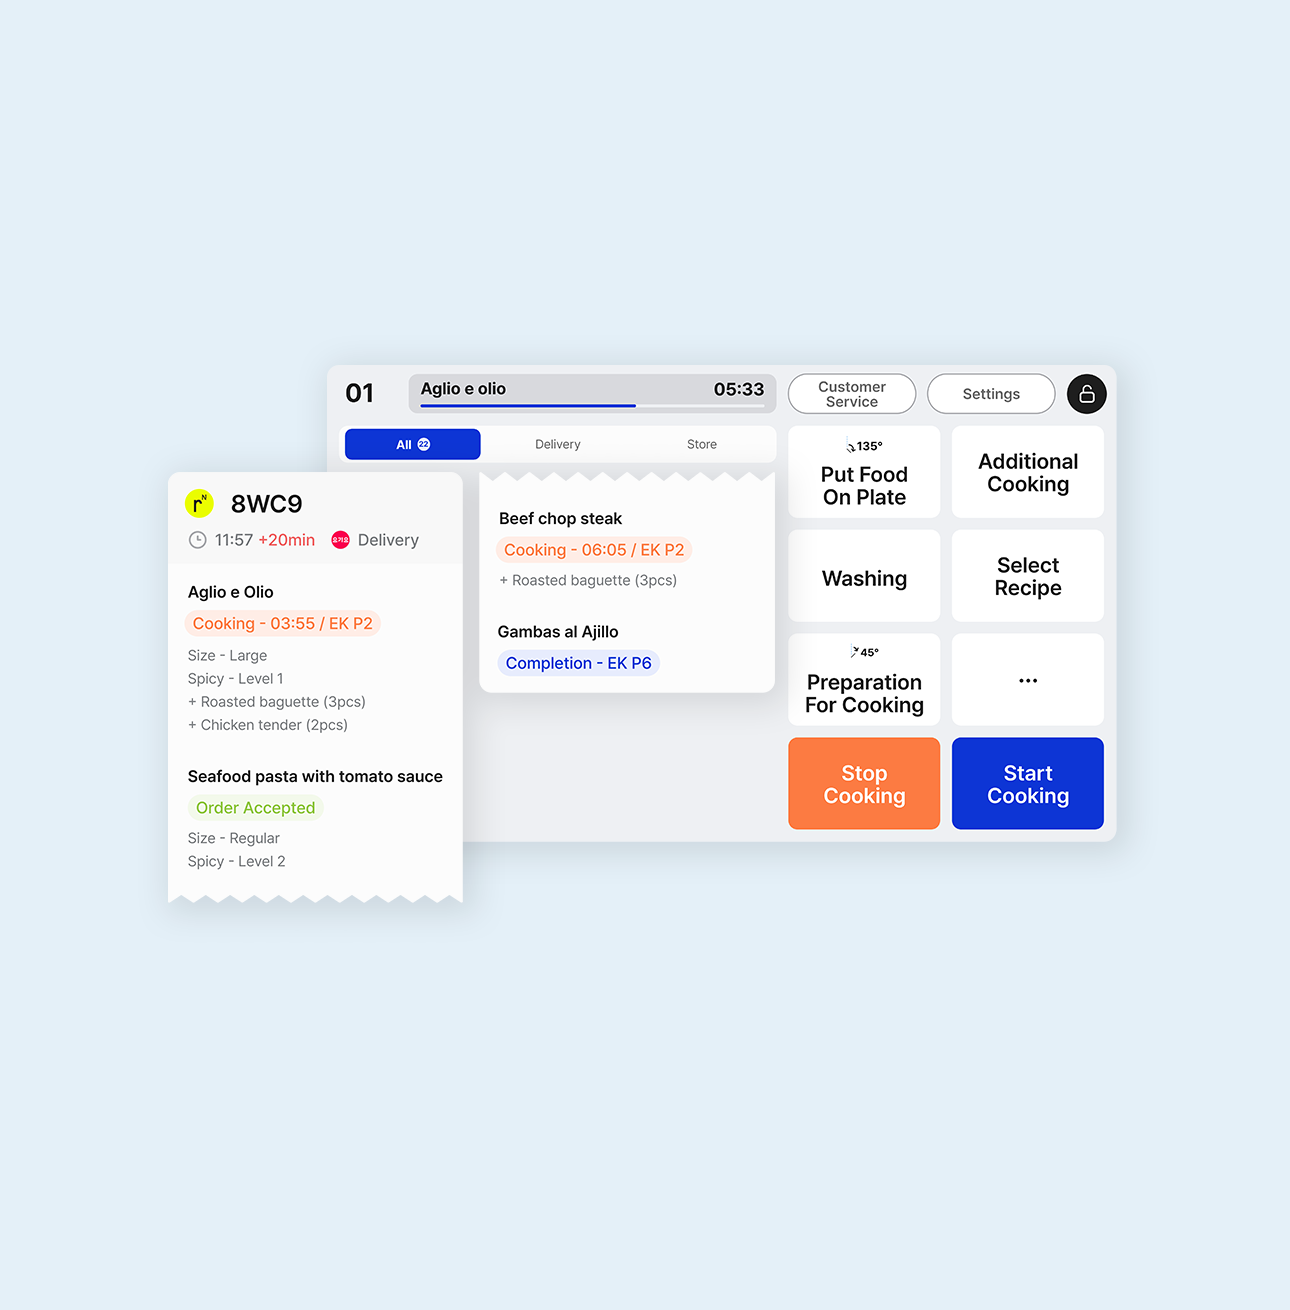 01
Aglio e olio
05:33
Customer
Service
Settings
All 22
Delivery
Store
rN
8WC9
11:57 +20min
요기요
Delivery
Aglio e Olio
Cooking - 03:55 / EK P2
Size - Large
Spicy - Level 1
+ Roasted baguette (3pcs)
+ Chicken tender (2pcs)
Seafood pasta with tomato sauce
Order Accepted
Size - Regular
Spicy - Level 2
Beef chop steak
Cooking - 06:05 / EK P2
+ Roasted baguette (3pcs)
Gambas al Ajillo
Completion - EK P6
135°
Put Food
On Plate
Additional
Cooking
Washing
Select
Recipe
45°
Preparation
For Cooking
...
Stop
Cooking
Start
Cooking